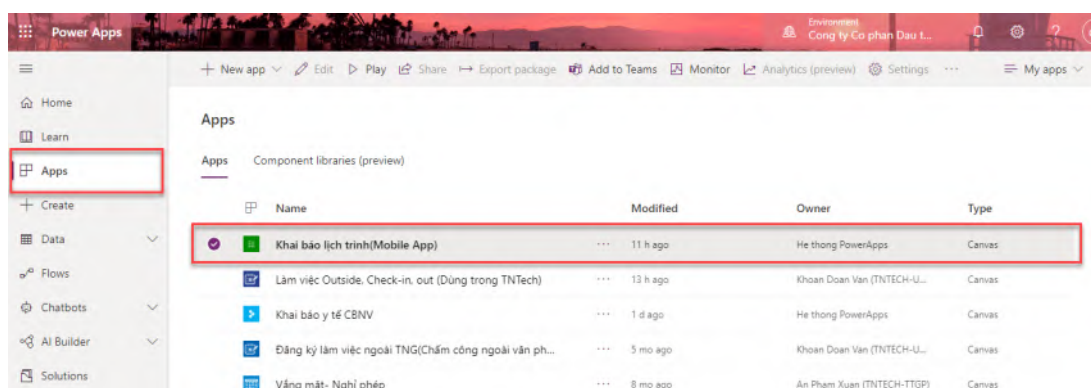 Power Apps
Environment
Cong ty Co phan Dau t...
New app Edit Play Share Export package Add to Teams Monitor Analytics (preview) Settings ... My apps
Home
Learn
Apps
Create
Data
Flows
Chatbots
AI Builder
Solutions
Apps
Apps Component libraries (preview)
Name Modified Owner Type
Khai báo lịch trình(Mobile App) ... 11 h ago He thong PowerApps Canvas
Làm việc Outside, Check-in, out (Dùng trong TNTech) ... 13 h ago Khoan Doan Van (TNTECH-U... Canvas
Khai báo y tế CBNV ... 1 d ago He thong PowerApps Canvas
Đăng ký làm việc ngoài TNG(Chấm công ngoài văn ph... ... 5 mo ago Khoan Doan Van (TNTECH-U... Canvas
Vắng mặt- Nghỉ phép ... 8 mo ago An Pham Xuan (TNTECH-TTGP) Canvas